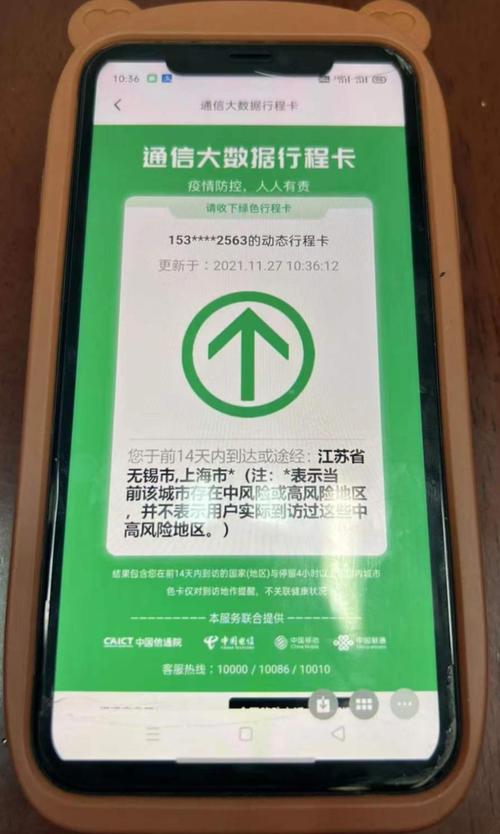 10:36
通信大数据行程卡
通信大数据行程卡
疫情防控，人人有责
请收下绿色行程卡
153****2563的动态行程卡
更新于：2021.11.27 10:36:12
您于前14天内到达或途经：江苏省
无锡市,上海市*（注：*表示当
前该城市存在中风险或高风险地区
，并不表示用户实际到访过这些中
高风险地区。）
结果包含您在前14天内到访的国家(地区)与停留4小时以上的国内城市
色卡仅对到访地作提醒，不关联健康状况
本服务联合提供
CAICT 中国信通院 中国电信 中国移动 China Mobile 中国联通
客服热线：10000 / 10086 / 10010